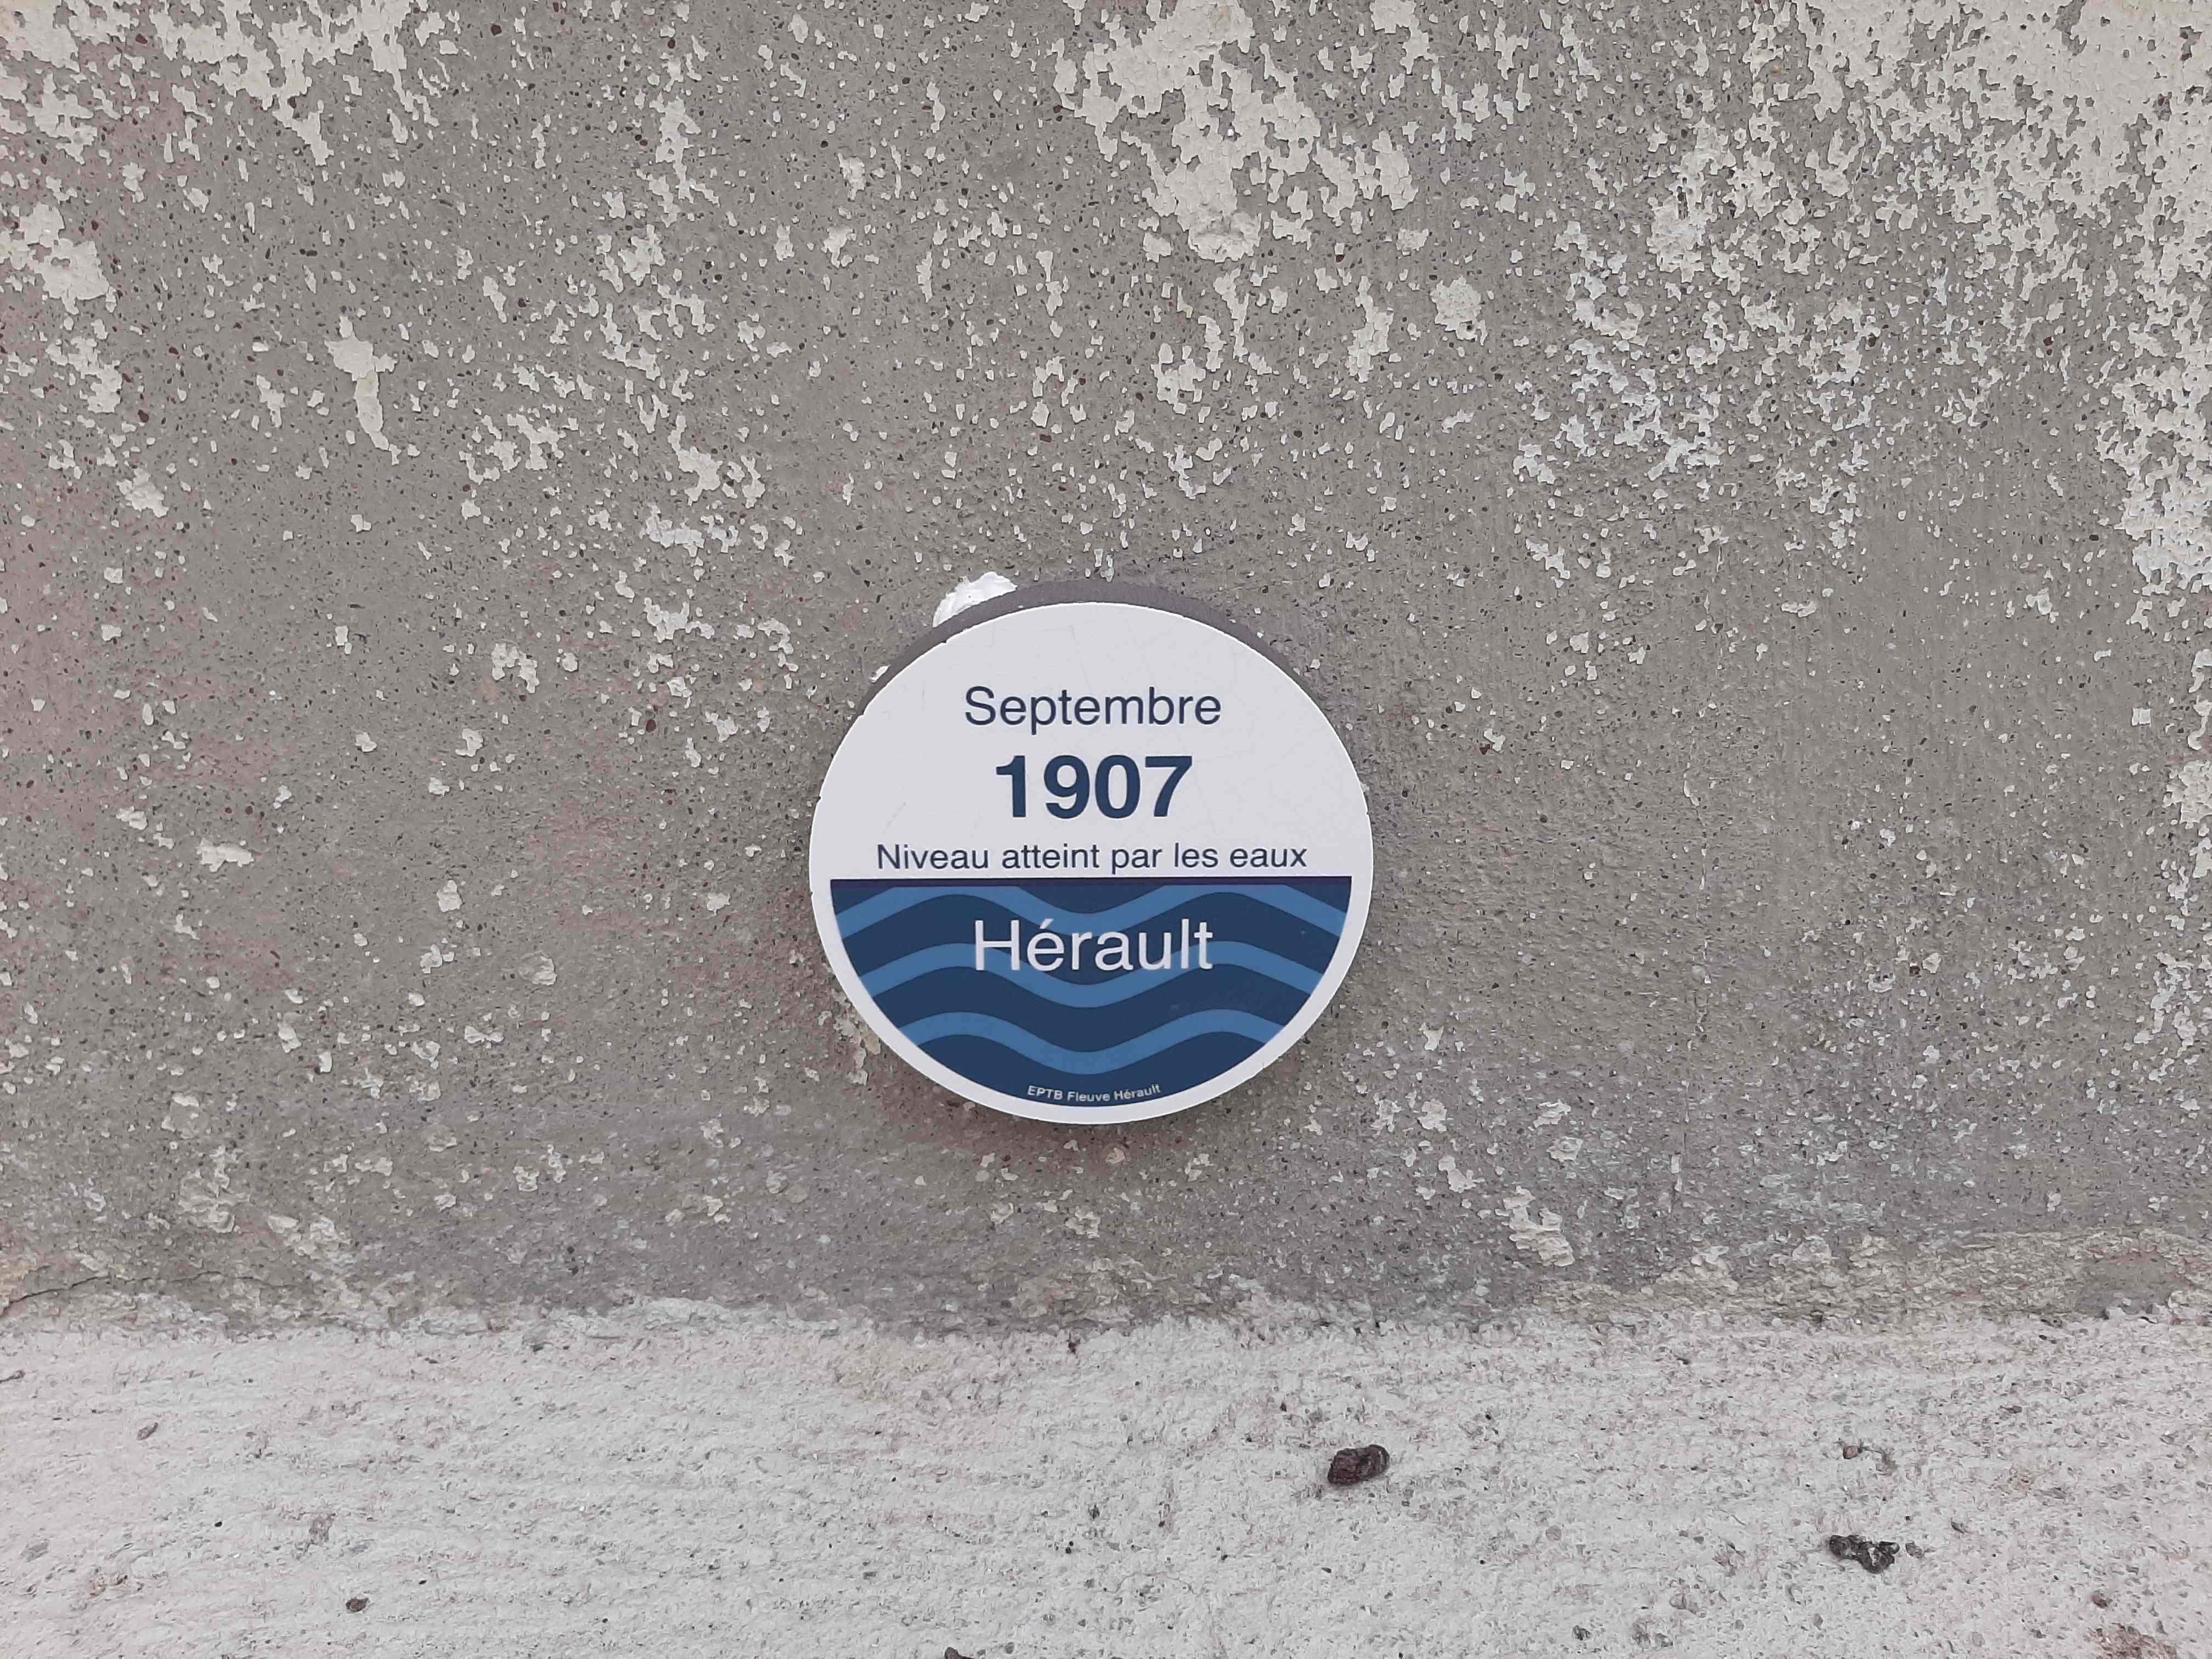 Septembre
1907
Niveau atteint par les eaux
Hérault
EPTB Fleuve Hérault